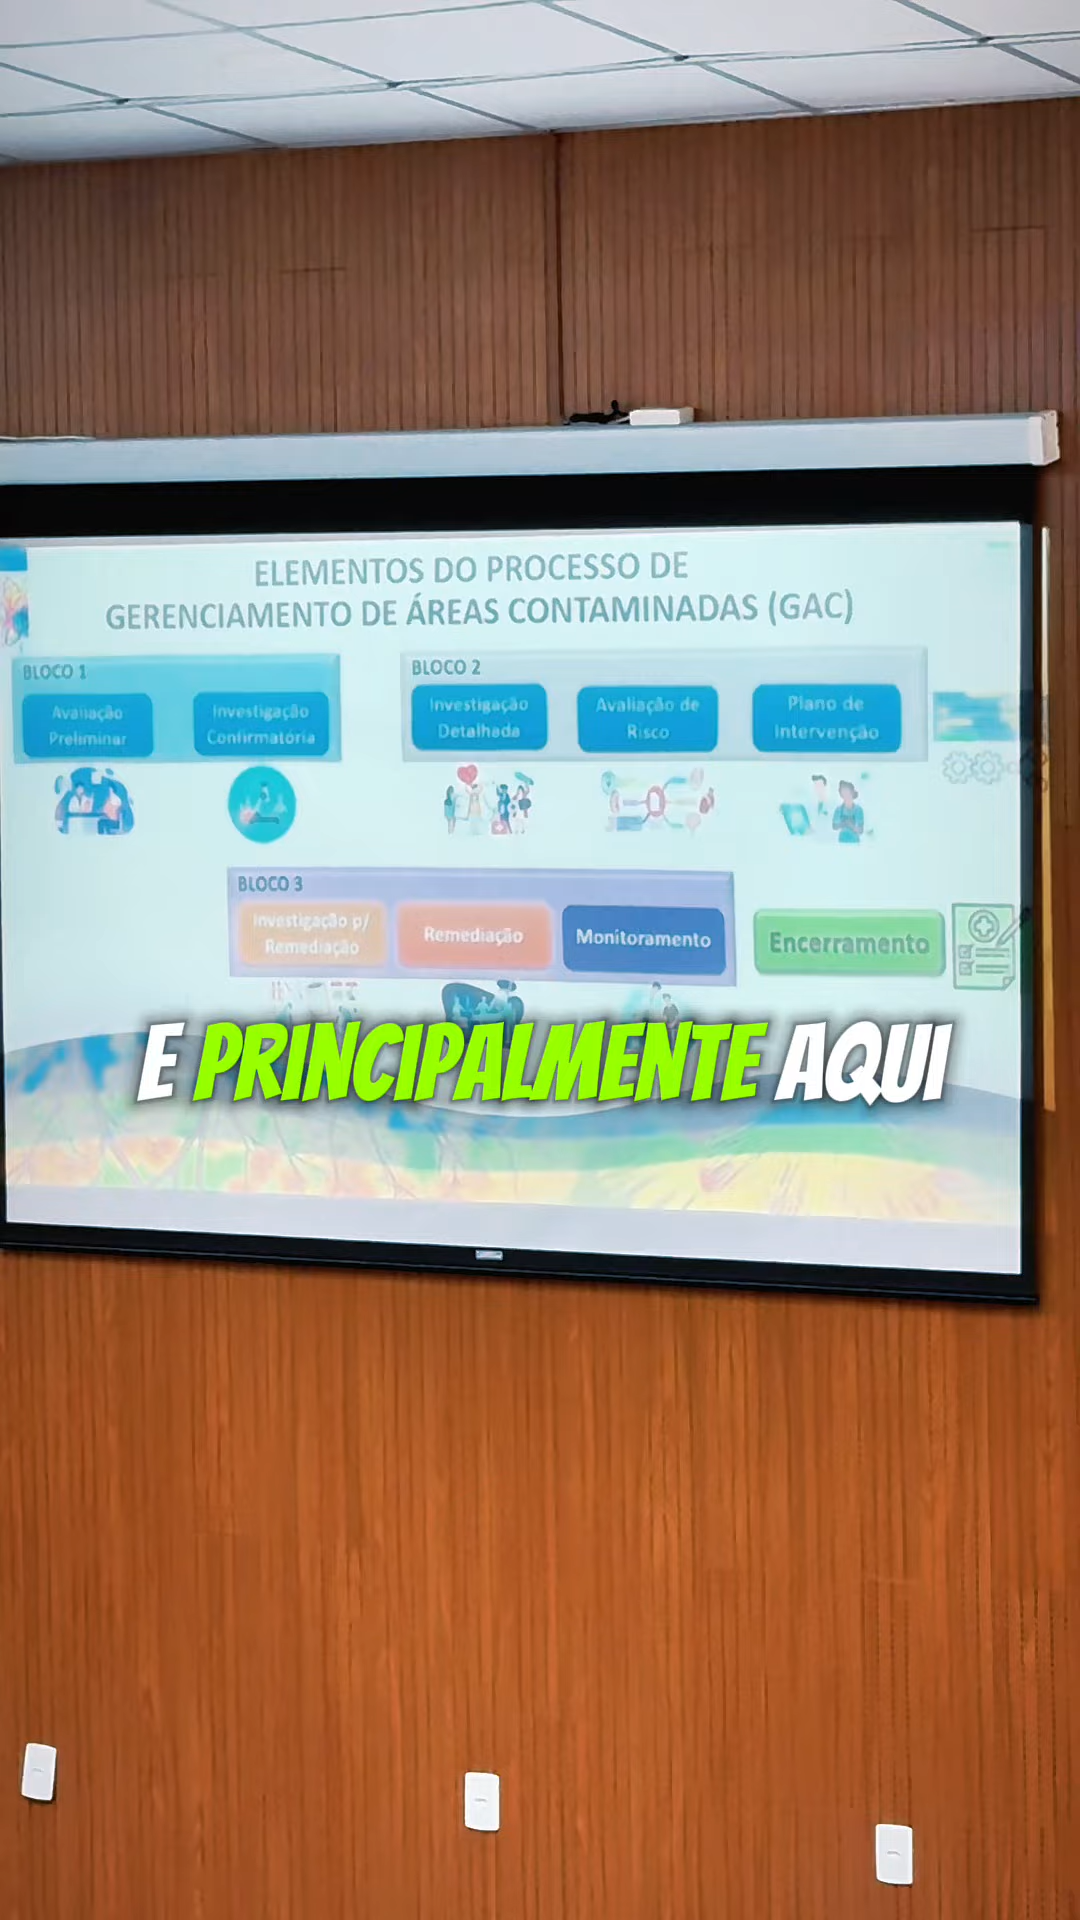 ELEMENTOS DO PROCESSO DE
GERENCIAMENTO DE ÁREAS CONTAMINADAS (GAC)
BLOCO 1
Avaliação
Preliminar
Investigação
Confirmatória
BLOCO 2
Investigação
Detalhada
Avaliação de
Risco
Plano de
Intervenção
BLOCO 3
Investigação p/
Remediação
Remediação
Monitoramento
Encerramento
E PRINCIPALMENTE AQUI